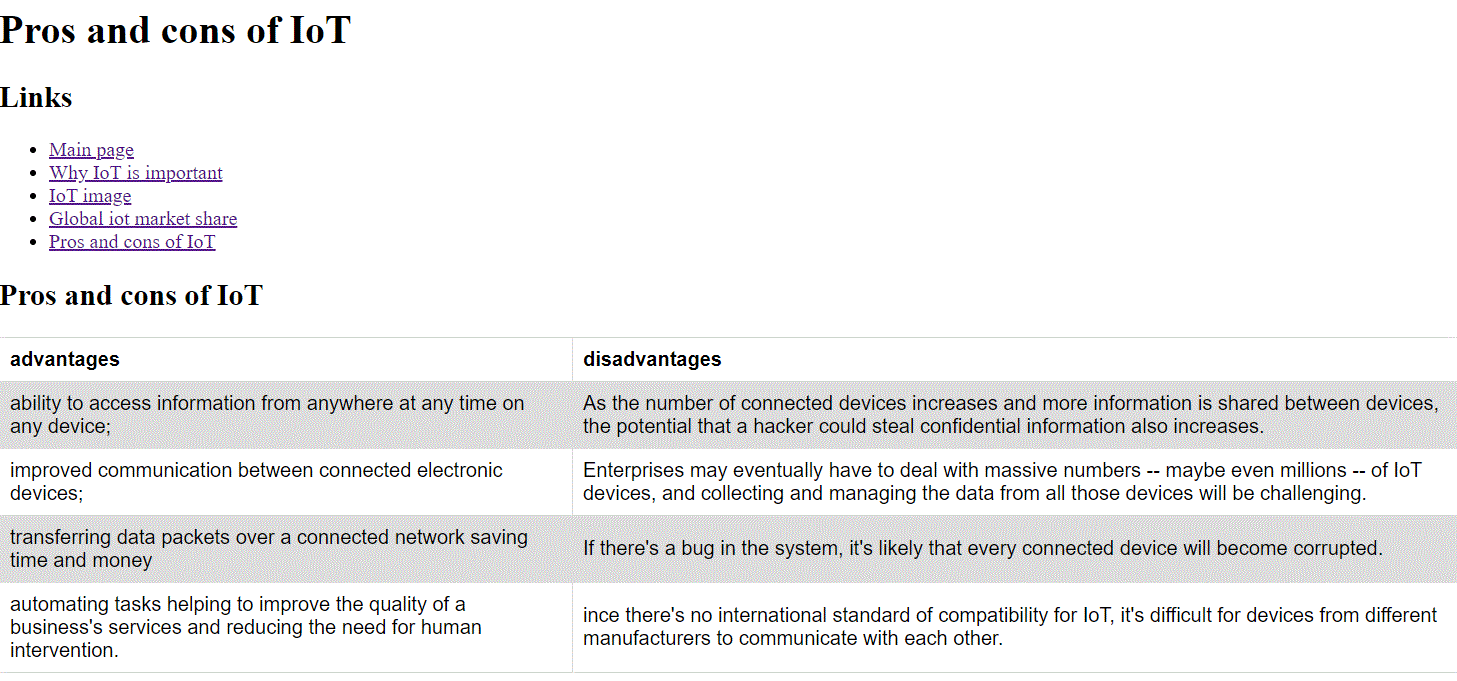 Pros and cons of IoT
Links
Main page
Why IoT is important
IoT image
Global iot market share
Pros and cons of IoT
Pros and cons of IoT
advantages
disadvantages
ability to access information from anywhere at any time on
any device;
As the number of connected devices increases and more information is shared between devices,
the potential that a hacker could steal confidential information also increases.
improved communication between connected electronic
devices;
Enterprises may eventually have to deal with massive numbers -- maybe even millions -- of IoT
devices, and collecting and managing the data from all those devices will be challenging.
transferring data packets over a connected network saving
time and money
If there's a bug in the system, it's likely that every connected device will become corrupted.
automating tasks helping to improve the quality of a
business's services and reducing the need for human
intervention.
ince there's no international standard of compatibility for IoT, it's difficult for devices from different
manufacturers to communicate with each other.